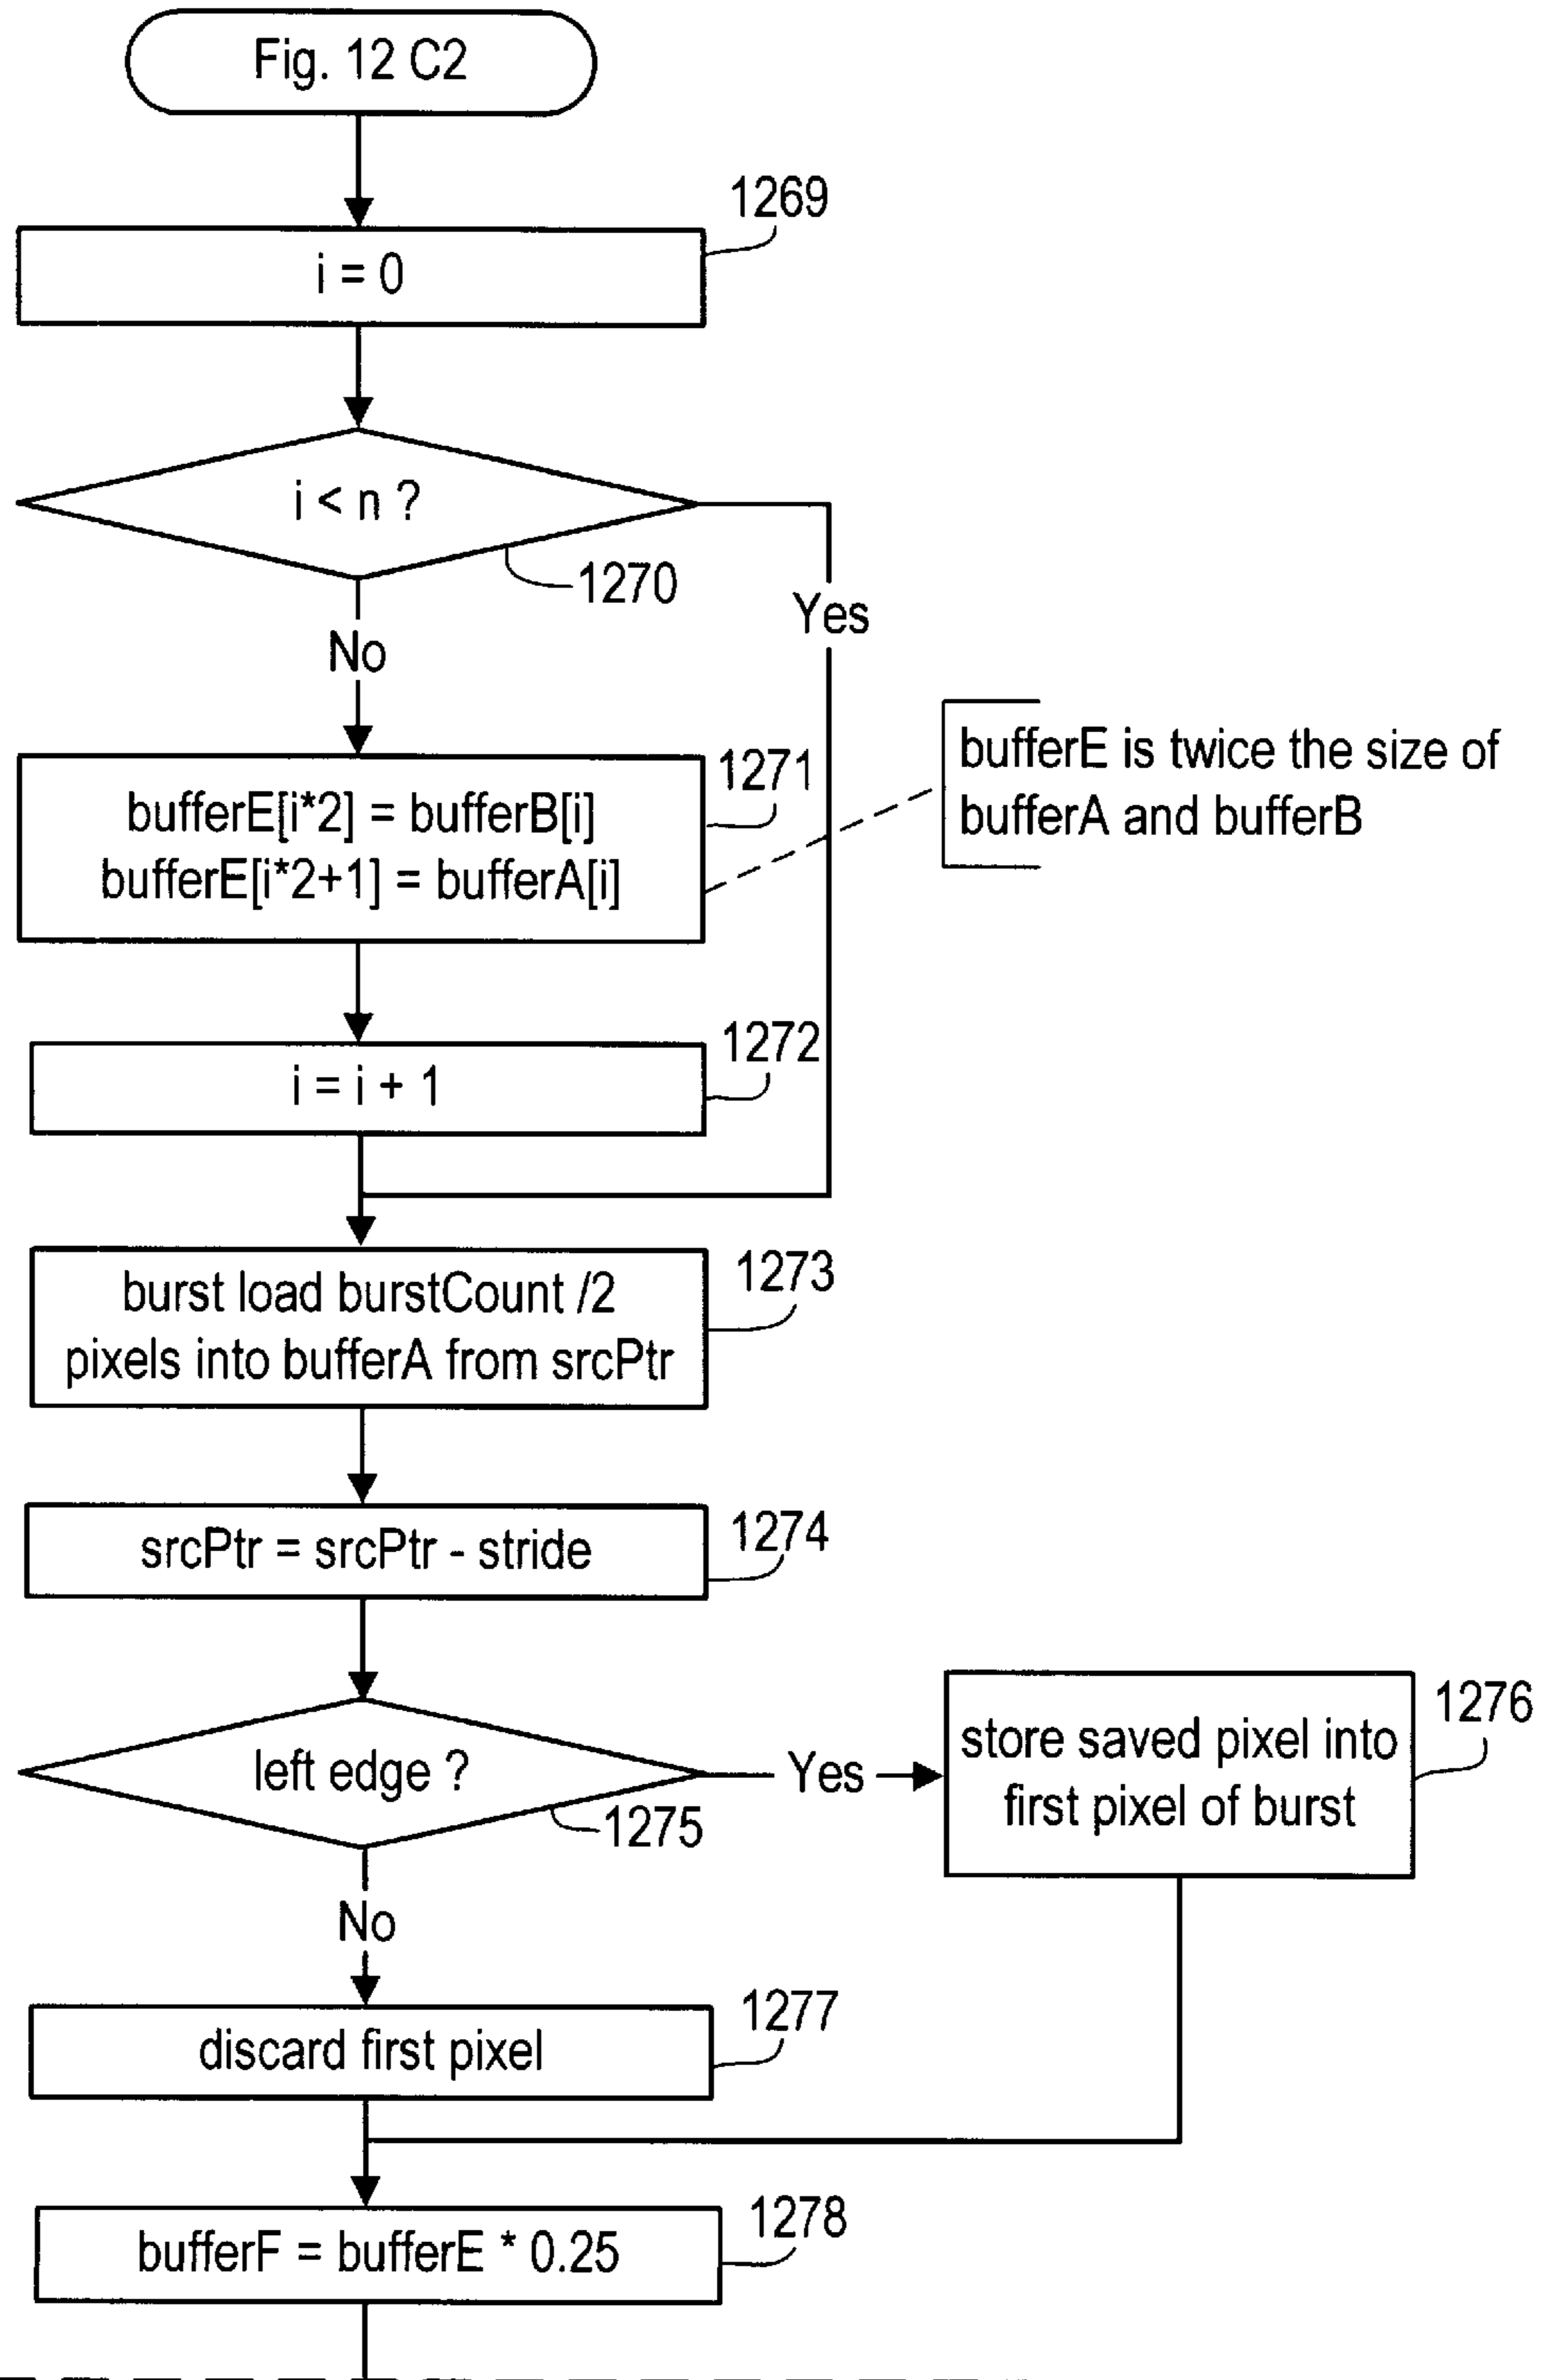 Fig. 12 C2
1269
i = 0
i < n ?
1270
Yes
No
1271
bufferE[i*2] = bufferB[i]
bufferE[i*2+1] = bufferA[i]
bufferE is twice the size of
bufferA and bufferB
1272
i = i + 1
1273
burst load burstCount /2
pixels into bufferA from srcPtr
1274
srcPtr = srcPtr - stride
left edge ?
1275
Yes
1276
store saved pixel into
first pixel of burst
No
1277
discard first pixel
1278
bufferF = bufferE * 0.25